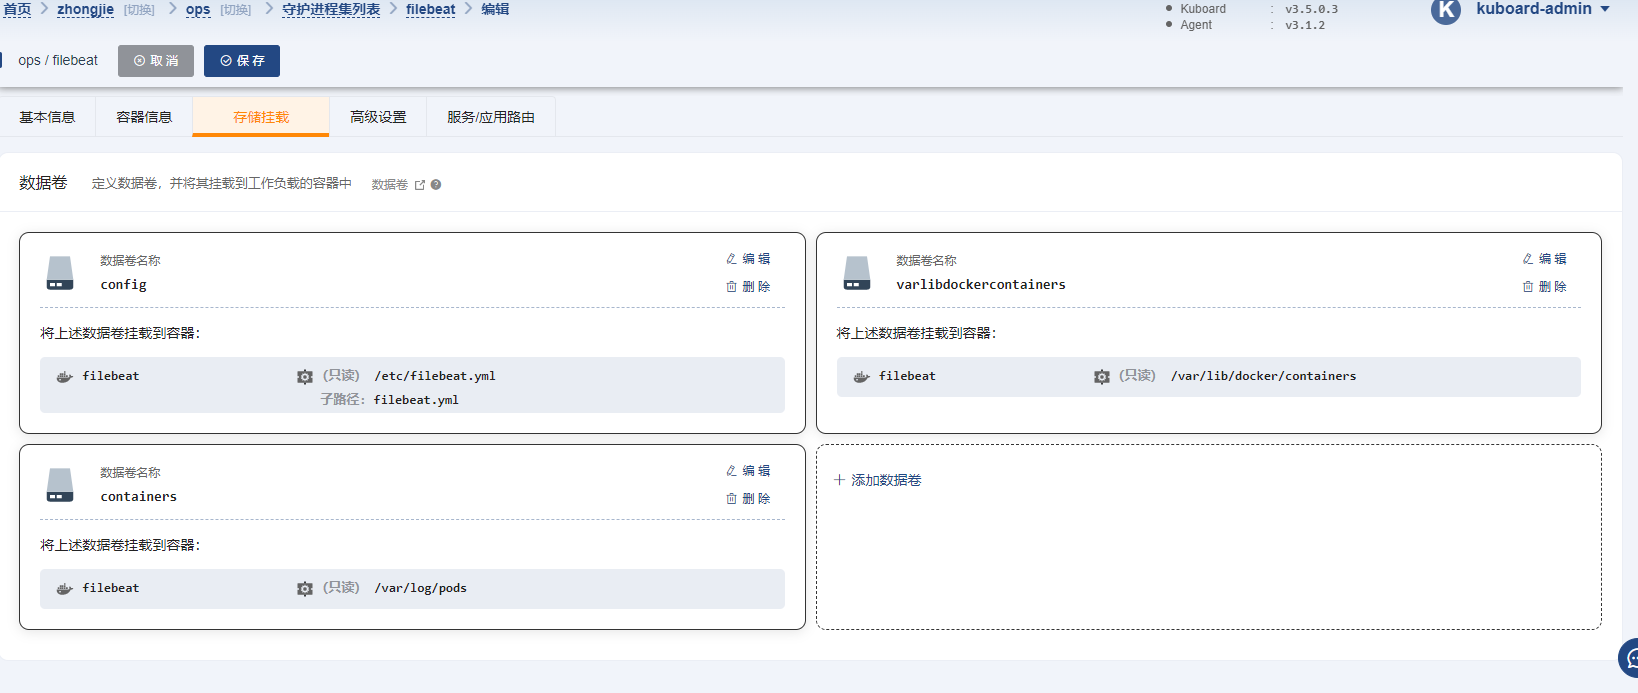 首页 > zhongjie [切换] > ops [切换] > 守护进程集列表 > filebeat > 编辑
Kuboard : v3.5.0.3
Agent : v3.1.2
K kuboard-admin
ops / filebeat 取消 保存
基本信息 容器信息 存储挂载 高级设置 服务/应用路由
数据卷 定义数据卷，并将其挂载到工作负载的容器中 数据卷
数据卷名称
config
编辑
删除
将上述数据卷挂载到容器：
filebeat (只读) /etc/filebeat.yml
子路径： filebeat.yml
数据卷名称
varlibdockercontainers
编辑
删除
将上述数据卷挂载到容器：
filebeat (只读) /var/lib/docker/containers
数据卷名称
containers
编辑
删除
将上述数据卷挂载到容器：
filebeat (只读) /var/log/pods
+ 添加数据卷